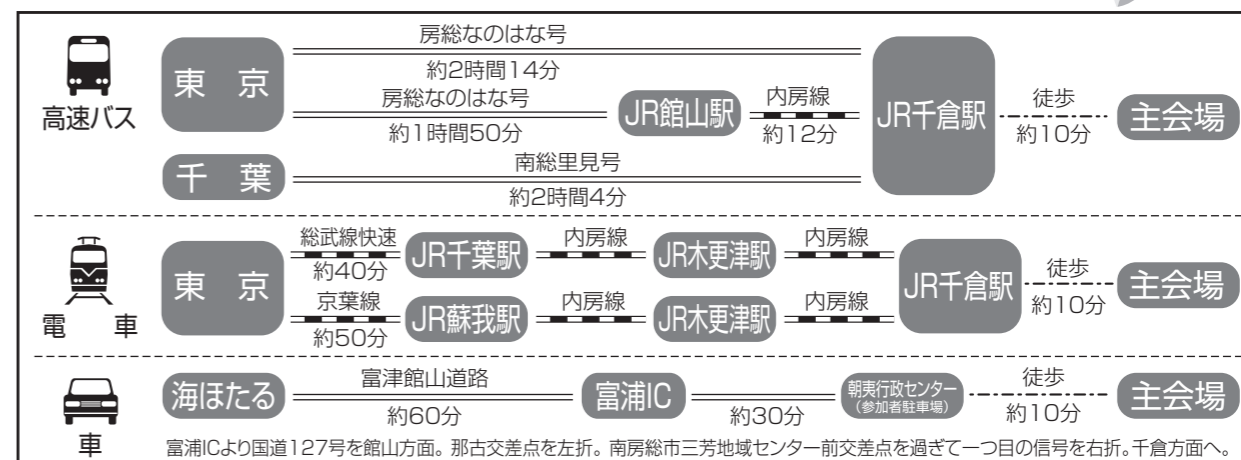 高速バス
東 京
房総なのはな号
約2時間14分
房総なのはな号
約1時間50分
JR館山駅
内房線
約12分
千 葉
南総里見号
約2時間4分
JR千倉駅
徒歩
約10分
主会場
電 車
東 京
総武線快速
約40分
JR千葉駅
内房線
JR木更津駅
内房線
京葉線
約50分
JR蘇我駅
内房線
JR木更津駅
内房線
JR千倉駅
徒歩
約10分
主会場
車
海ほたる
富津館山道路
約60分
富浦IC
約30分
朝夷行政センター
(参加者駐車場)
徒歩
約10分
主会場
富浦ICより国道127号を館山方面。那古交差点を左折。南房総市三芳地域センター前交差点を過ぎて一つ目の信号を右折。千倉方面へ。